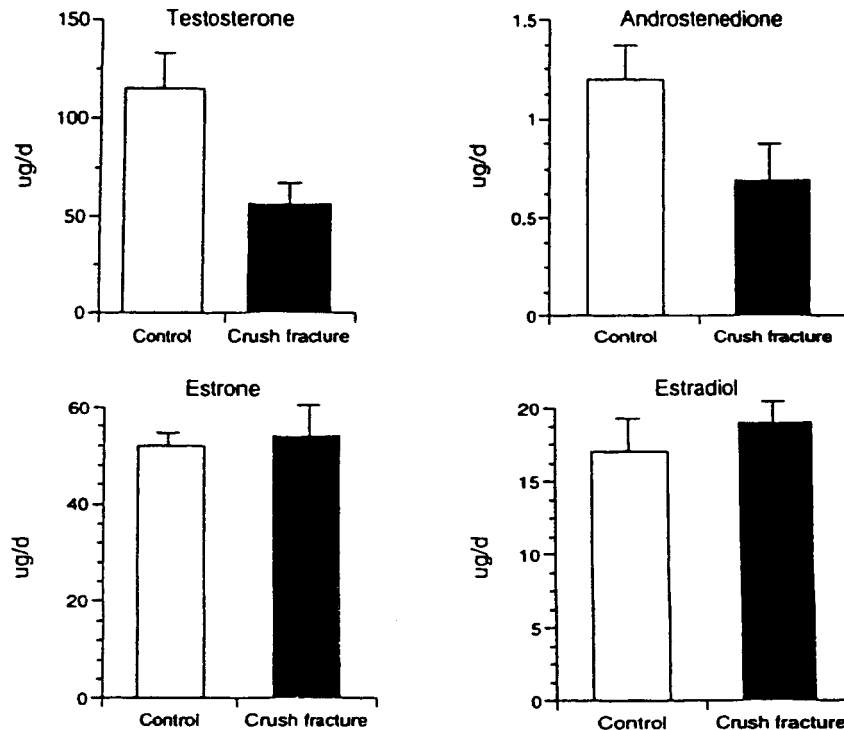 Testosterone
150
100
50
0
ug/d
Control Crush fracture
Androstenedione
1.5
1
0.5
0
ug/d
Control Crush fracture
Estrone
60
40
20
0
ug/d
Control Crush fracture
Estradiol
20
15
10
5
0
ug/d
Control Crush fracture